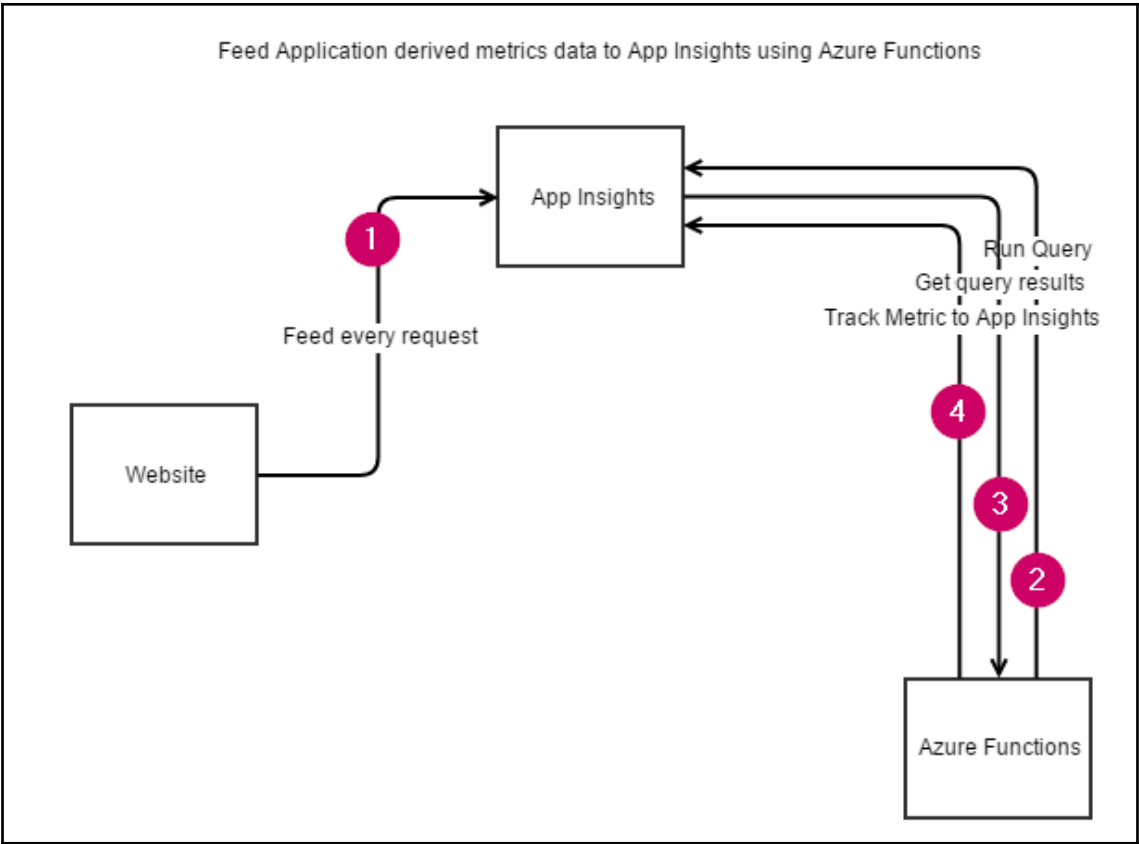 Feed Application derived metrics data to App Insights using Azure Functions
App Insights
1
Run Query
Get query results
Track Metric to App Insights
Feed every request
4
Website
3
2
Azure Functions